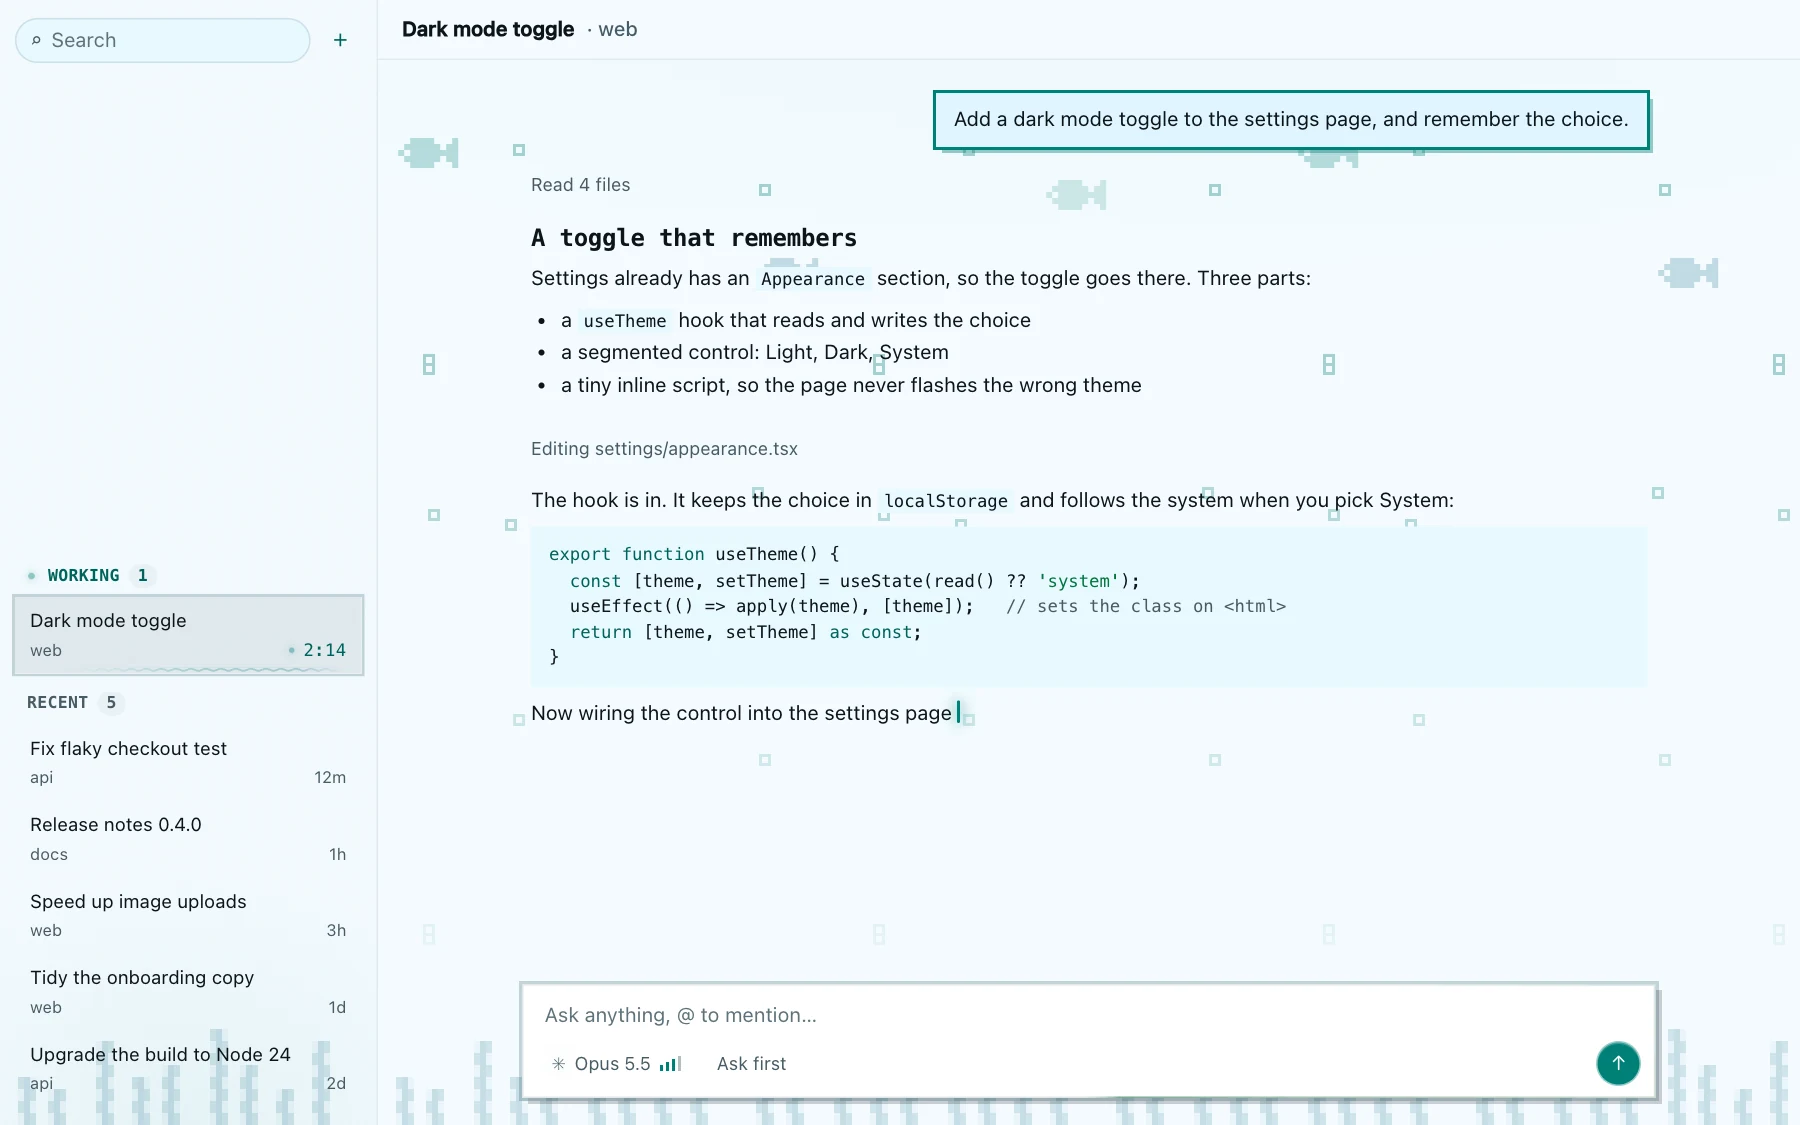 Search
+
WORKING 1
Dark mode toggle
web 2:14
RECENT 5
Fix flaky checkout test
api 12m
Release notes 0.4.0
docs 1h
Speed up image uploads
web 3h
Tidy the onboarding copy
web 1d
Upgrade the build to Node 24
api 2d
Dark mode toggle · web
Add a dark mode toggle to the settings page, and remember the choice.
Read 4 files
A toggle that remembers
Settings already has an Appearance section, so the toggle goes there. Three parts:
• a useTheme hook that reads and writes the choice
• a segmented control: Light, Dark, System
• a tiny inline script, so the page never flashes the wrong theme
Editing settings/appearance.tsx
The hook is in. It keeps the choice in localStorage and follows the system when you pick System:
export function useTheme() {
  const [theme, setTheme] = useState(read() ?? 'system');
  useEffect(() => apply(theme), [theme]);   // sets the class on <html>
  return [theme, setTheme] as const;
}
Now wiring the control into the settings page
Ask anything, @ to mention...
Opus 5.5 Ask first